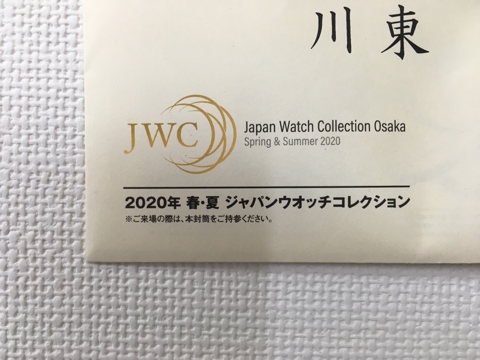 川東
JWC
Japan Watch Collection Osaka
Spring & Summer 2020
2020年 春・夏 ジャパンウオッチコレクション
※ご来場の際は、本封筒をご持参ください。